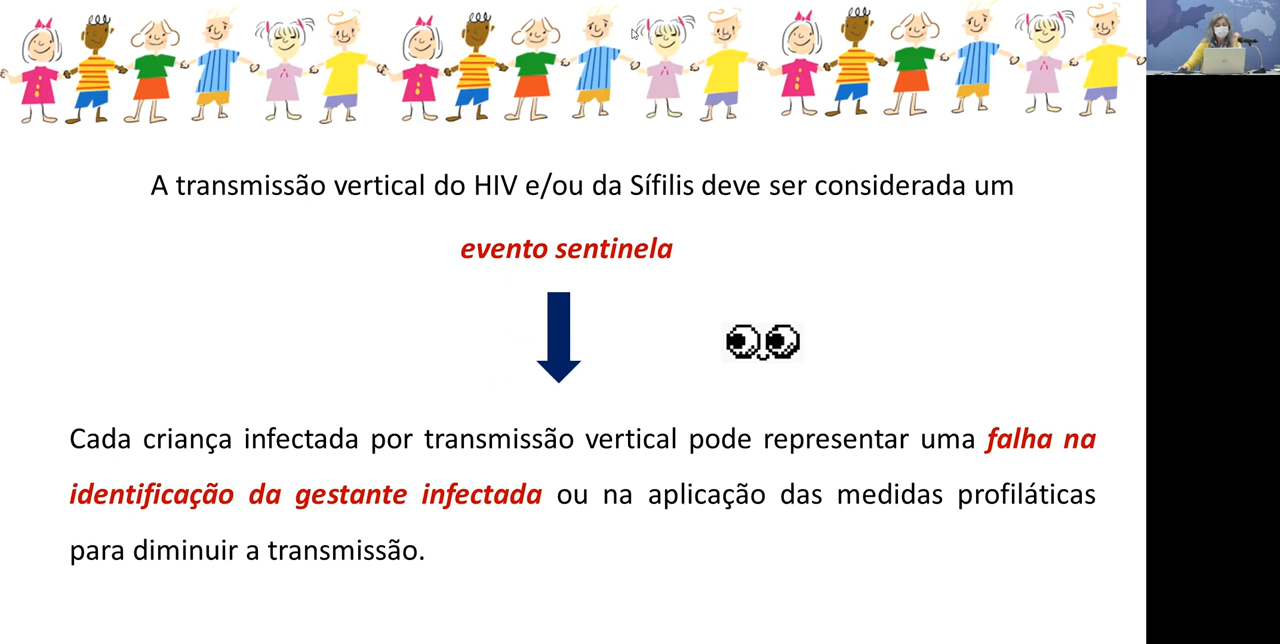 A transmissão vertical do HIV e/ou da Sífilis deve ser considerada um
evento sentinela
Cada criança infectada por transmissão vertical pode representar uma falha na
identificação da gestante infectada ou na aplicação das medidas profiláticas
para diminuir a transmissão.